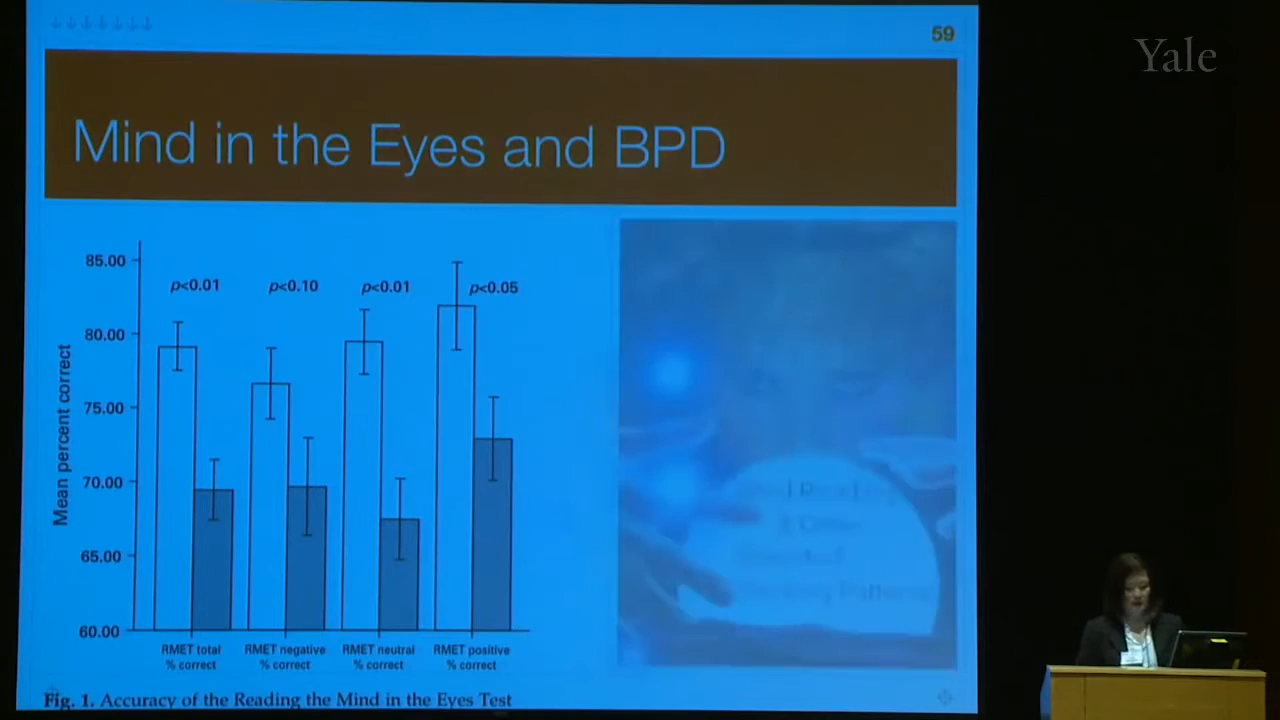 59
Yale
Mind in the Eyes and BPD
85.00
80.00
75.00
70.00
65.00
60.00
Mean percent correct
p<0.01
p<0.10
p<0.01
p<0.05
RMET total
% correct
RMET negative
% correct
RMET neutral
% correct
RMET positive
% correct
Fig. 1. Accuracy of the Reading the Mind in the Eyes Test